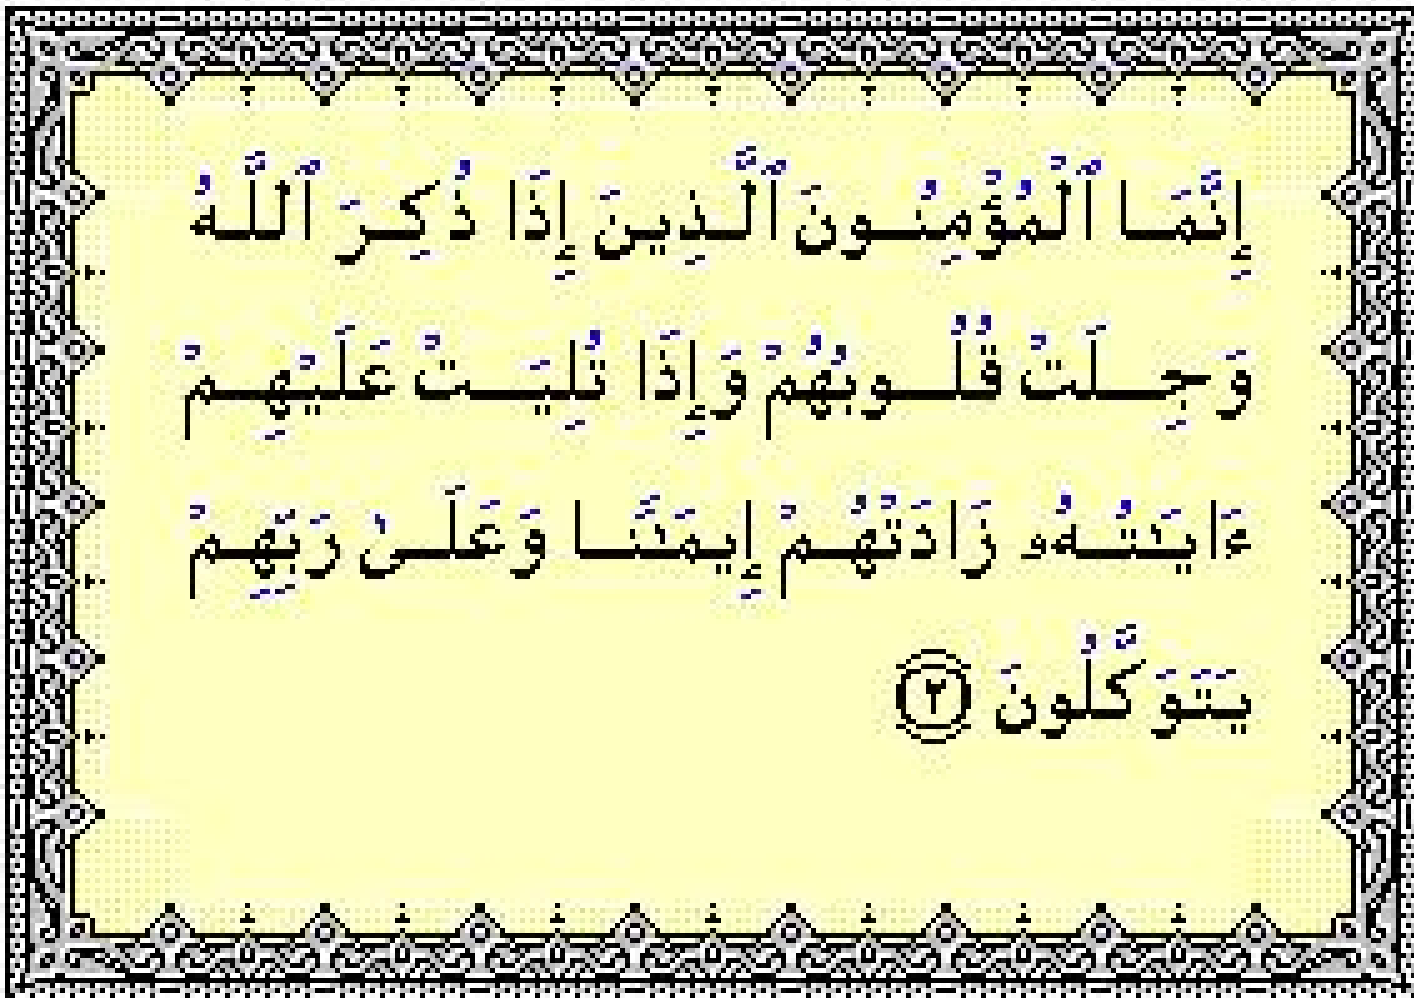 إِنَّمَا ٱلْمُؤْمِنُونَ ٱلَّذِينَ إِذَا ذُكِرَ ٱللَّهُ
وَجِلَتْ قُلُوبُهُمْ وَإِذَا تُلِيَتْ عَلَيْهِمْ
ءَايَـٰتُهُۥ زَادَتْهُمْ إِيمَـٰنًا وَعَلَىٰ رَبِّهِمْ
يَتَوَكَّلُونَ ٢